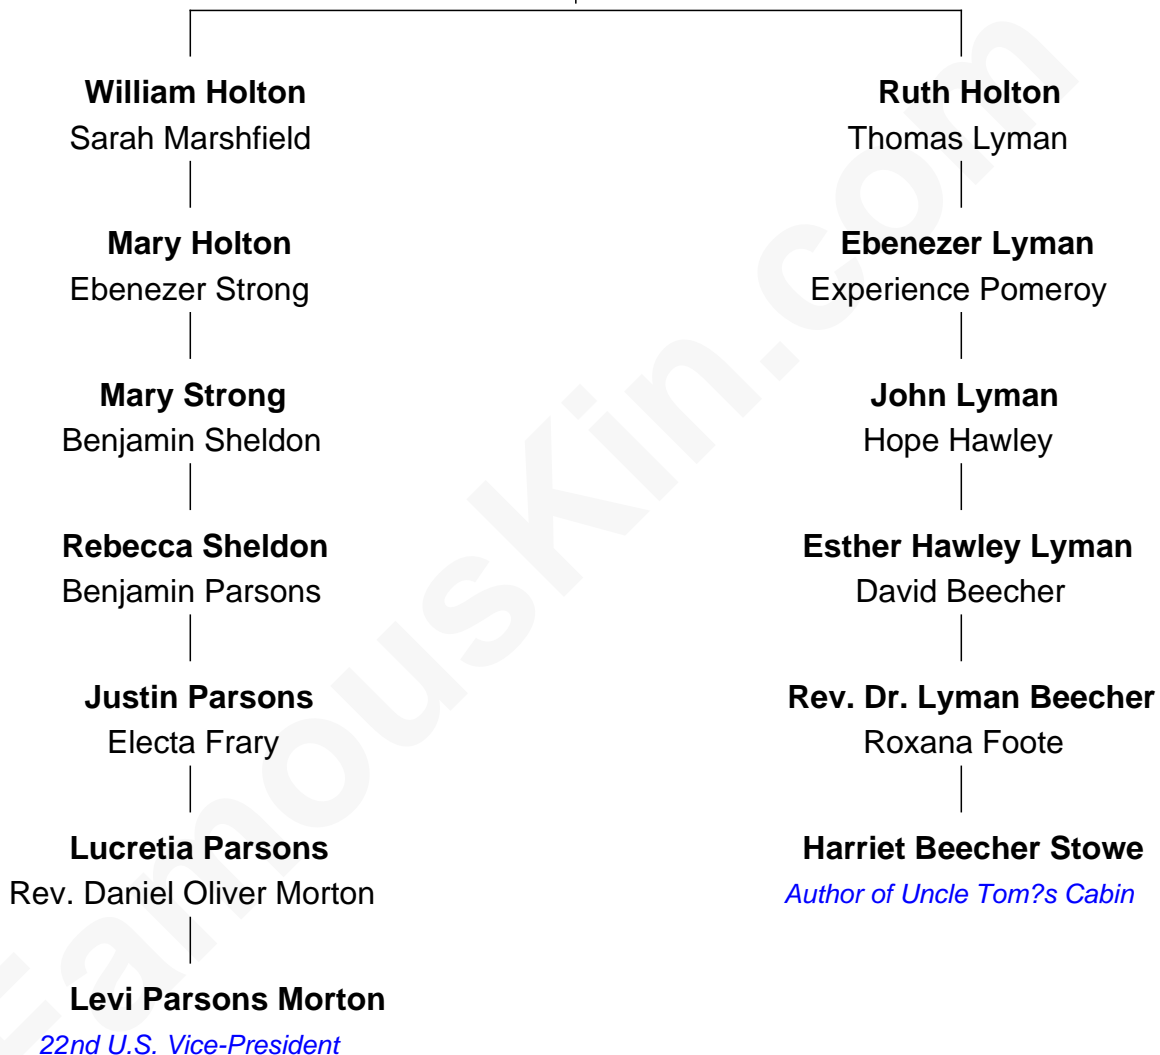 William Holton
Sarah Marshfield
Mary Holton
Ebenezer Strong
Mary Strong
Benjamin Sheldon
Rebecca Sheldon
Benjamin Parsons
Justin Parsons
Electa Frary
Lucretia Parsons
Rev. Daniel Oliver Morton
Levi Parsons Morton
22nd U.S. Vice-President
Ruth Holton
Thomas Lyman
Ebenezer Lyman
Experience Pomeroy
John Lyman
Hope Hawley
Esther Hawley Lyman
David Beecher
Rev. Dr. Lyman Beecher
Roxana Foote
Harriet Beecher Stowe
Author of Uncle Tom?s Cabin
FamousKin.com